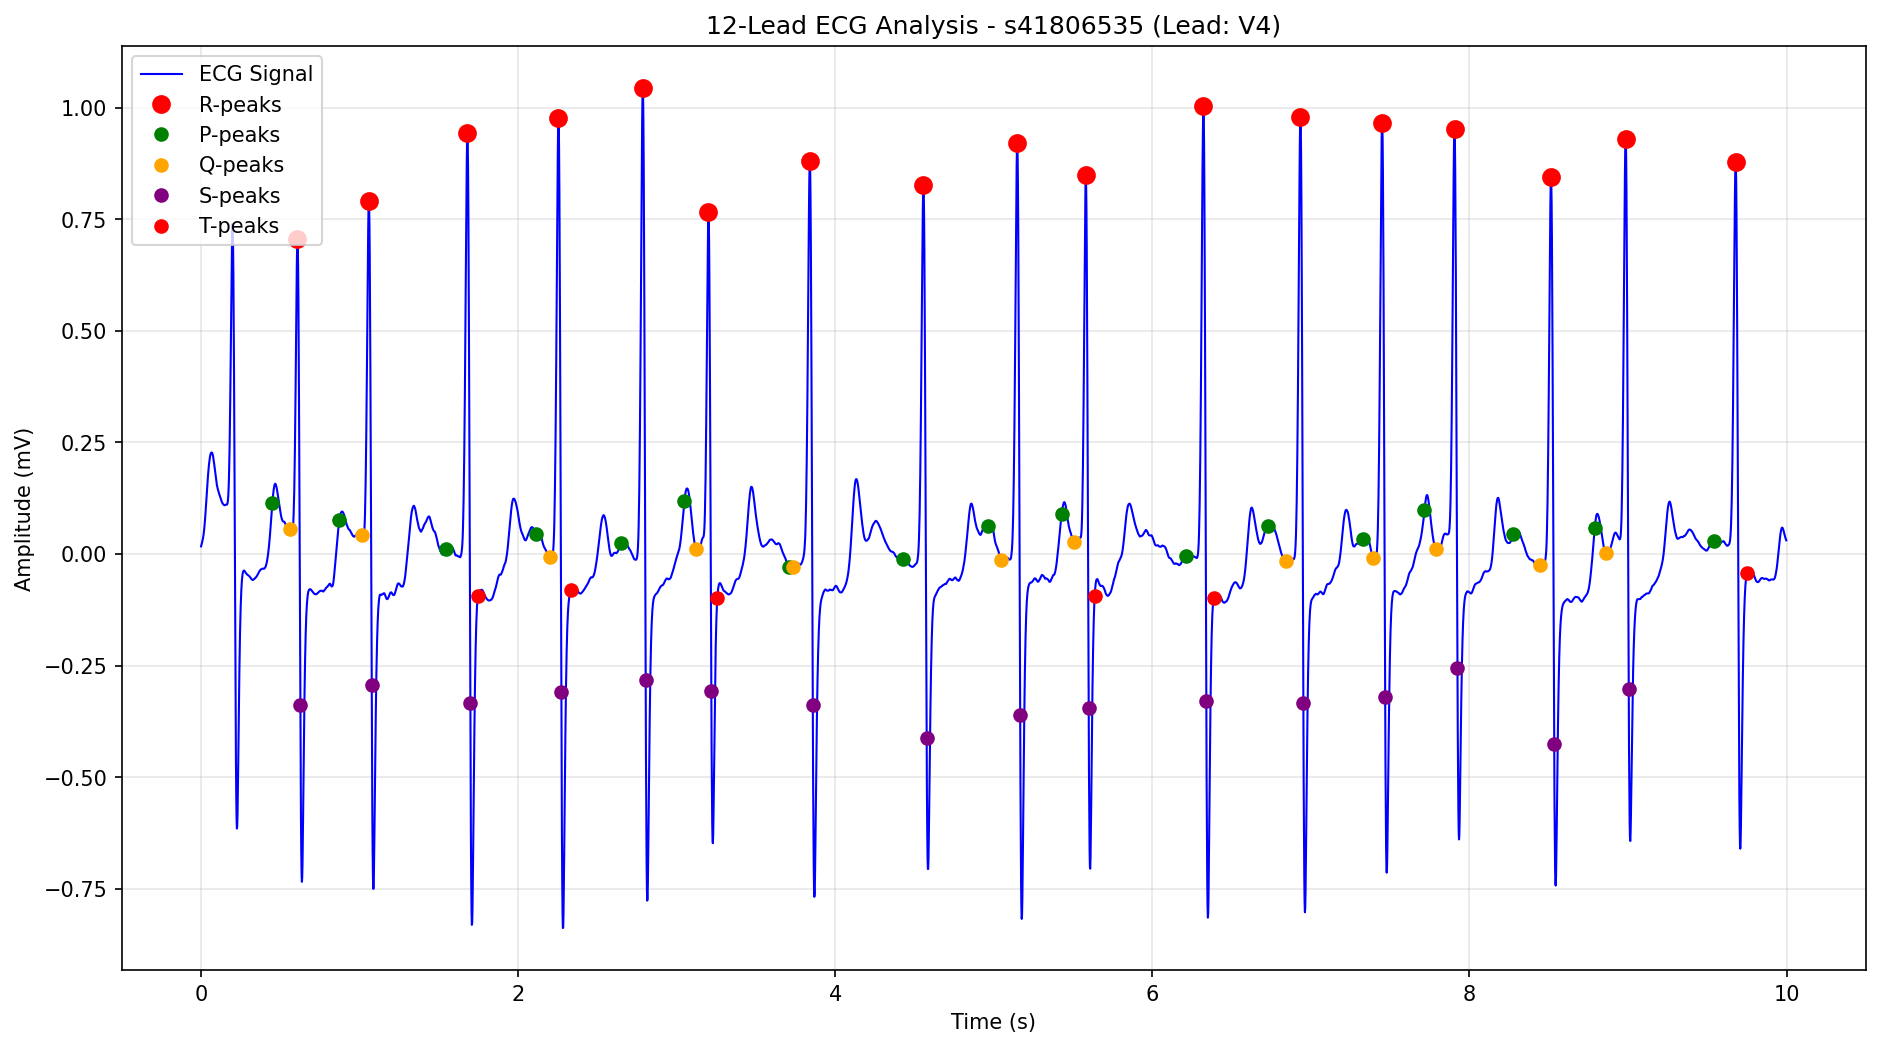 12-Lead ECG Analysis - s41806535 (Lead: V4)
ECG Signal
R-peaks
P-peaks
Q-peaks
S-peaks
T-peaks
1.00
0.75
0.50
0.25
0.00
−0.25
−0.50
−0.75
Amplitude (mV)
0 2 4 6 8 10
Time (s)